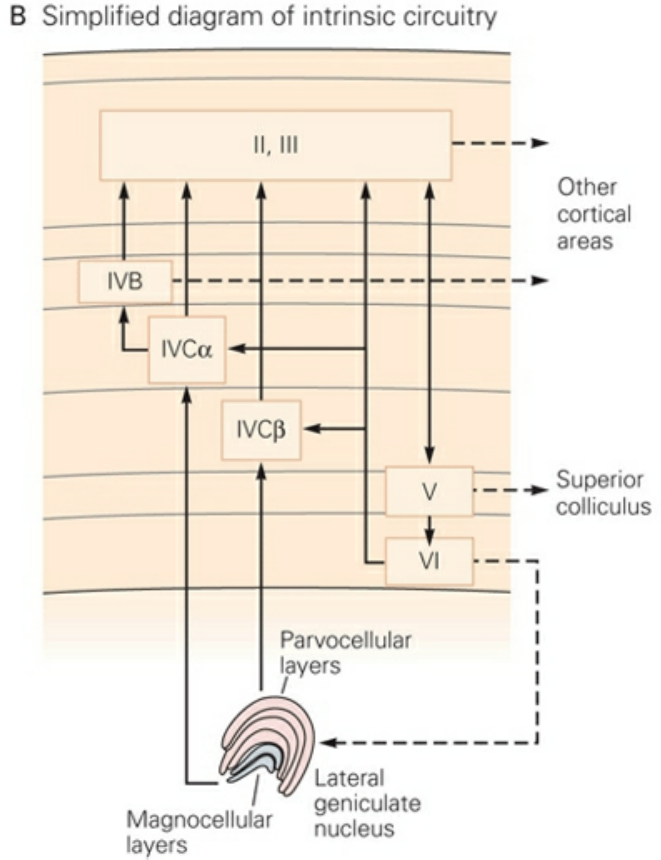 B Simplified diagram of intrinsic circuitry
II, III
Other
cortical
areas
IVB
IVCα
IVCβ
V
Superior
colliculus
VI
Parvocellular
layers
Lateral
geniculate
nucleus
Magnocellular
layers